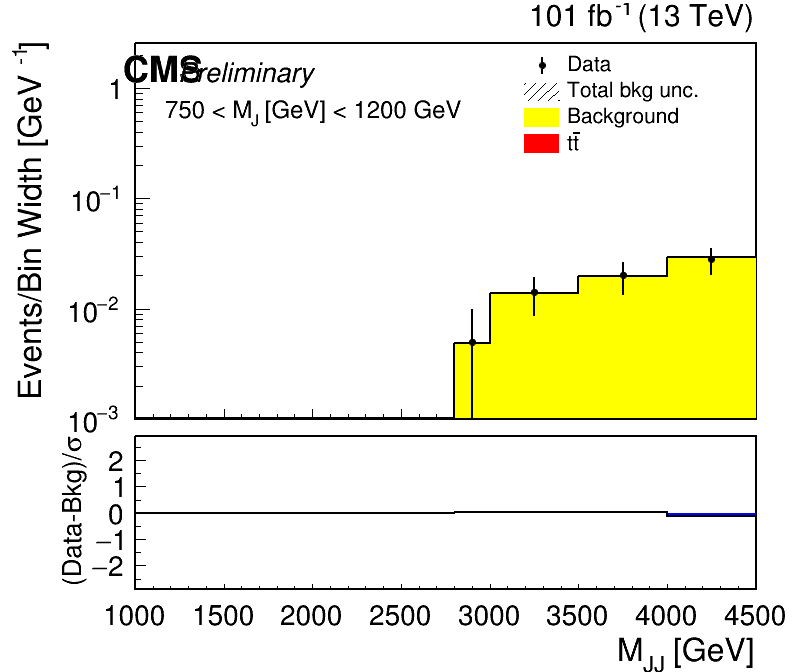 101 fb⁻¹ (13 TeV)
CMS Preliminary
750 < M_J [GeV] < 1200 GeV
Data
Total bkg unc.
Background
tt̄
Events/Bin Width [GeV⁻¹]
1
10⁻¹
10⁻²
10⁻³
(Data-Bkg)/σ
2
1
0
−1
−2
1000 1500 2000 2500 3000 3500 4000 4500
M_JJ [GeV]